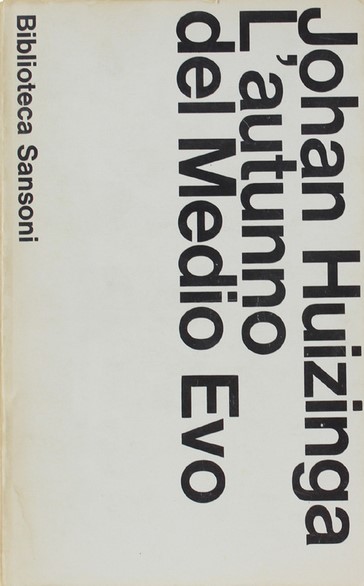 Johan Huizinga
L'autunno
del Medio Evo
Biblioteca Sansoni